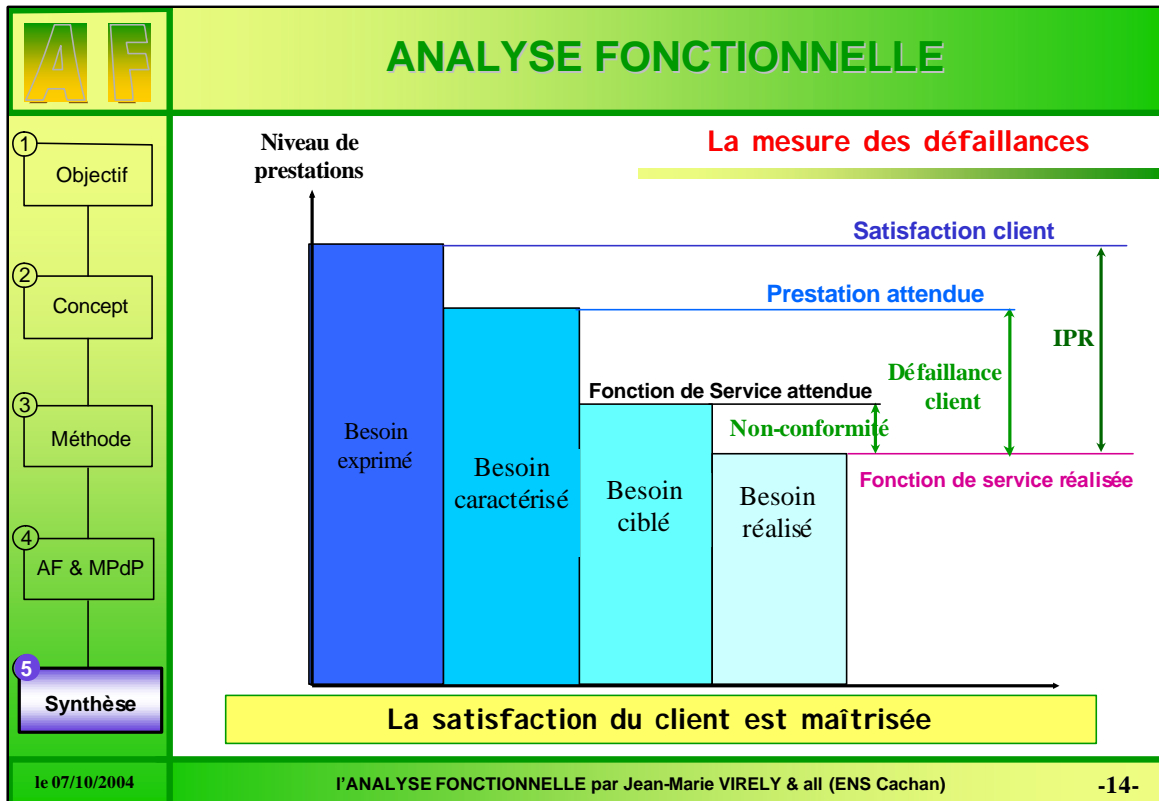 AF
ANALYSE FONCTIONNELLE
1
Objectif
2
Concept
3
Méthode
4
AF & MPdP
5
Synthèse
La mesure des défaillances
Niveau de
prestations
Satisfaction client
Prestation attendue
IPR
Défaillance
client
Fonction de Service attendue
Non-conformité
Fonction de service réalisée
Besoin
exprimé
Besoin
caractérisé
Besoin
ciblé
Besoin
réalisé
La satisfaction du client est maîtrisée
le 07/10/2004
l'ANALYSE FONCTIONNELLE par Jean-Marie VIRELY & all (ENS Cachan)
-14-